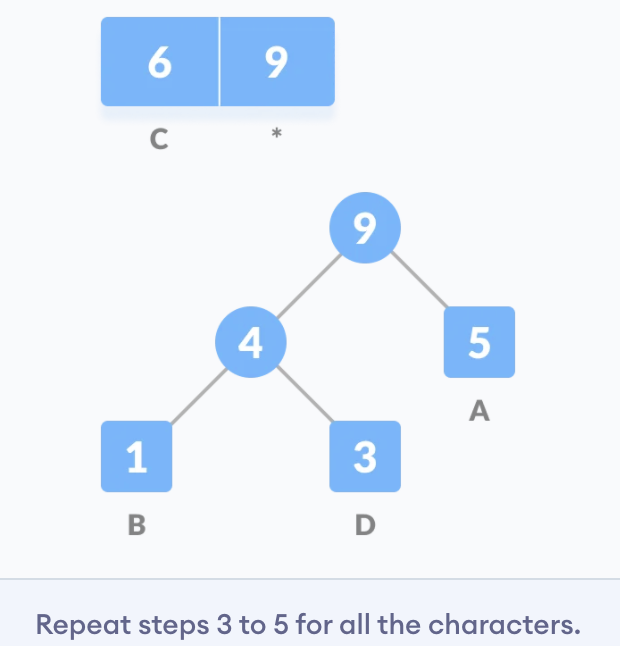 6 9
C *
9
4 5
A
1 3
B D
Repeat steps 3 to 5 for all the characters.